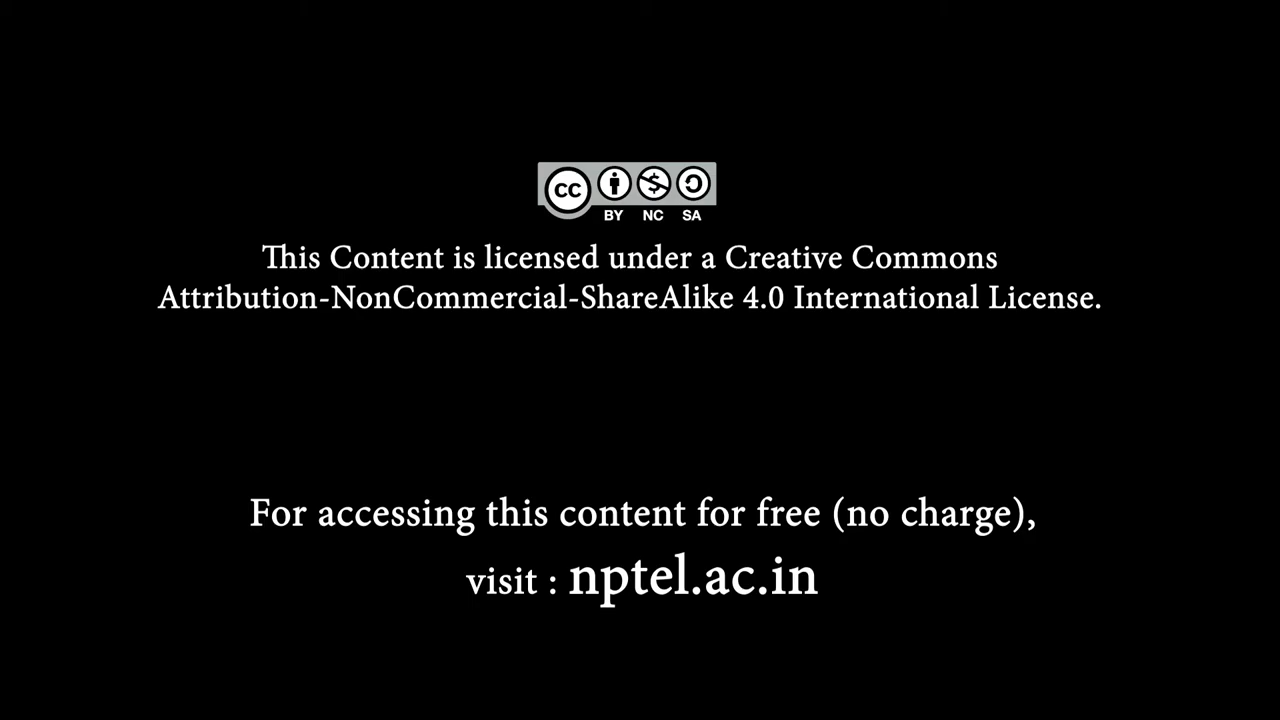 cc
BY NC SA
This Content is licensed under a Creative Commons
Attribution-NonCommercial-ShareAlike 4.0 International License.
For accessing this content for free (no charge),
visit : nptel.ac.in